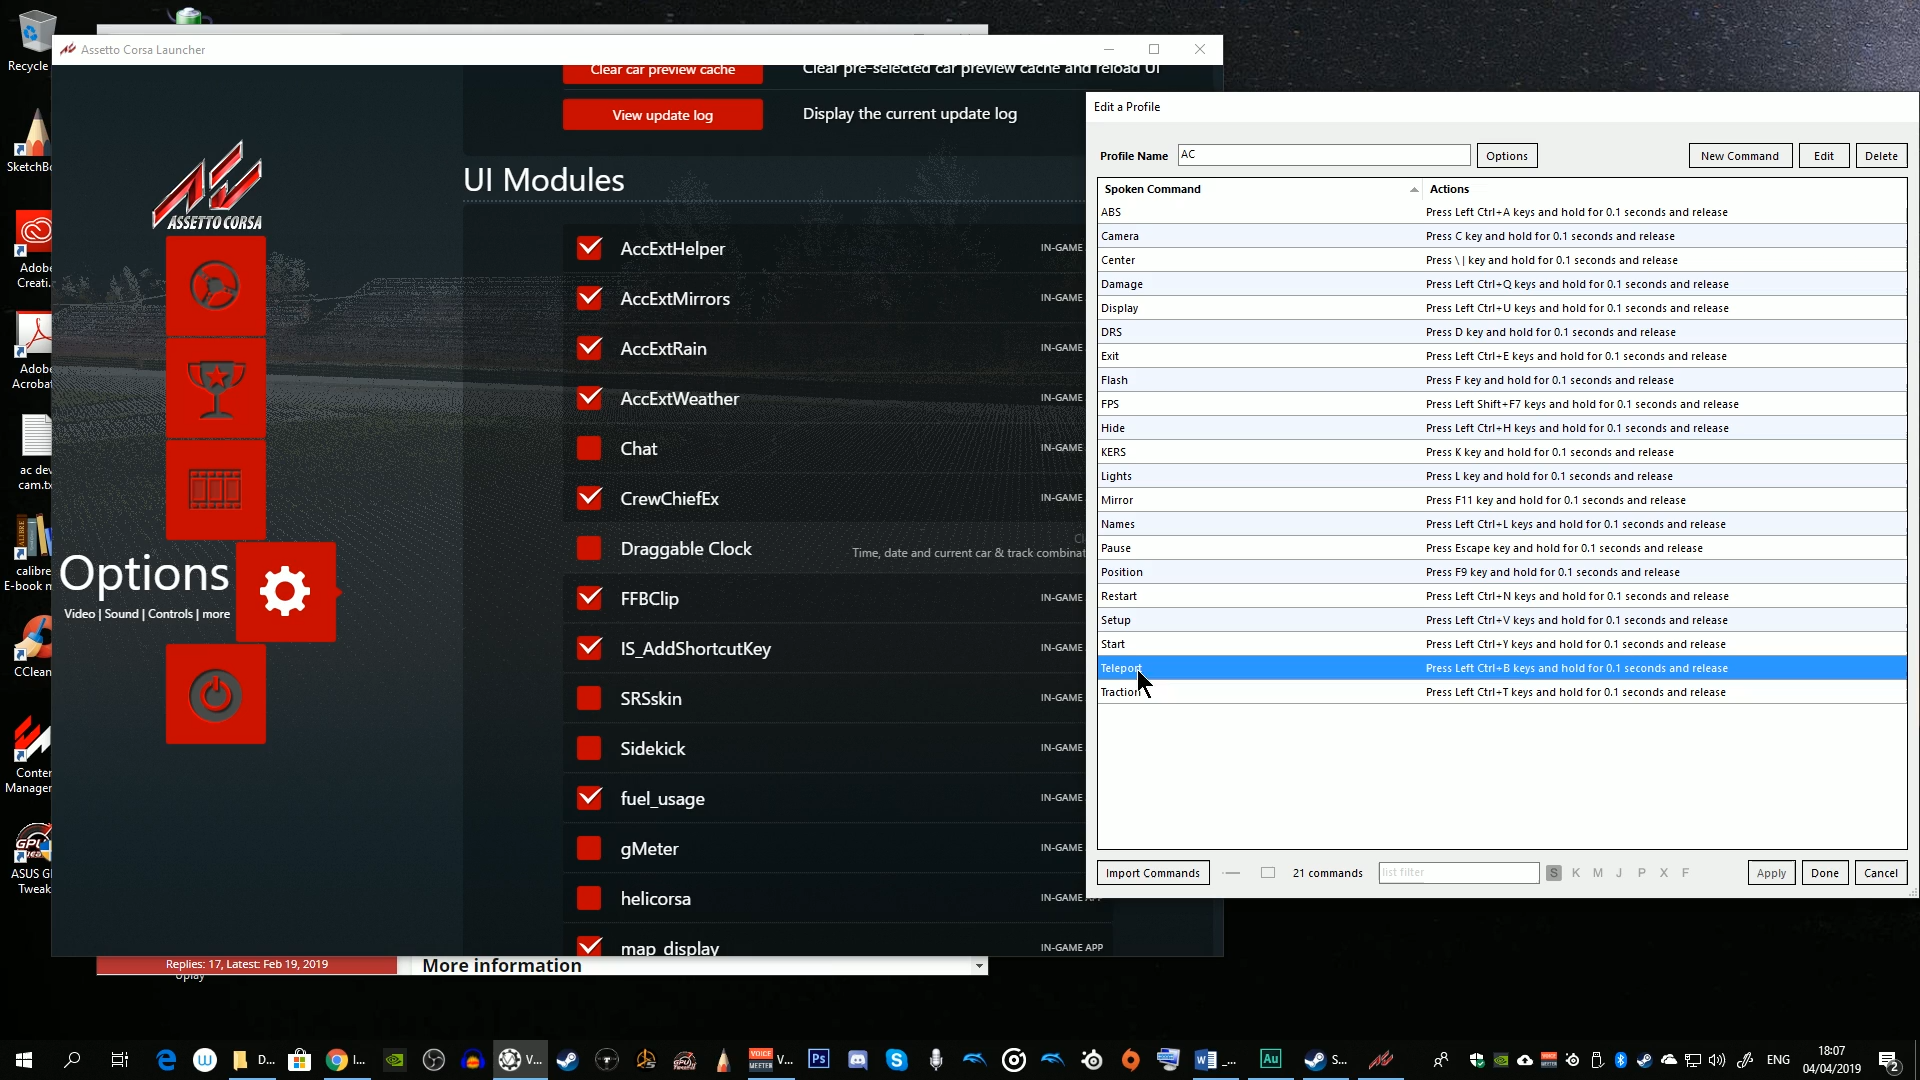 Recycle
SketchBo
Adobe
Creati.
Adobe
Acrobat
ac dev
cam.tx
calibre
E-book n
CClean
Conter
Manager
ASUS G
Tweak
Assetto Corsa Launcher
ASSETTO CORSA
Options
Video | Sound | Controls | more
Clear car preview cache
Clear pre-selected car preview cache and reload UI
View update log
Display the current update log
UI Modules
AccExtHelper
IN-GAME
AccExtMirrors
IN-GAME
AccExtRain
IN-GAME
AccExtWeather
IN-GAME
Chat
IN-GAME
CrewChiefEx
IN-GAME
Draggable Clock
Time, date and current car & track combinat
FFBClip
IN-GAME
IS_AddShortcutKey
IN-GAME
SRSskin
IN-GAME
Sidekick
IN-GAME
fuel_usage
IN-GAME
gMeter
IN-GAME
helicorsa
IN-GAME
map_display
IN-GAME APP
Replies: 17, Latest: Feb 19, 2019
More information
Uplay
Edit a Profile
Profile Name
AC
Options
New Command
Edit
Delete
Spoken Command
Actions
ABS
Press Left Ctrl+A keys and hold for 0.1 seconds and release
Camera
Press C key and hold for 0.1 seconds and release
Center
Press \ | key and hold for 0.1 seconds and release
Damage
Press Left Ctrl+Q keys and hold for 0.1 seconds and release
Display
Press Left Ctrl+U keys and hold for 0.1 seconds and release
DRS
Press D key and hold for 0.1 seconds and release
Exit
Press Left Ctrl+E keys and hold for 0.1 seconds and release
Flash
Press F key and hold for 0.1 seconds and release
FPS
Press Left Shift+F7 keys and hold for 0.1 seconds and release
Hide
Press Left Ctrl+H keys and hold for 0.1 seconds and release
KERS
Press K key and hold for 0.1 seconds and release
Lights
Press L key and hold for 0.1 seconds and release
Mirror
Press F11 key and hold for 0.1 seconds and release
Names
Press Left Ctrl+L keys and hold for 0.1 seconds and release
Pause
Press Escape key and hold for 0.1 seconds and release
Position
Press F9 key and hold for 0.1 seconds and release
Restart
Press Left Ctrl+N keys and hold for 0.1 seconds and release
Setup
Press Left Ctrl+V keys and hold for 0.1 seconds and release
Start
Press Left Ctrl+Y keys and hold for 0.1 seconds and release
Teleport
Press Left Ctrl+B keys and hold for 0.1 seconds and release
Traction
Press Left Ctrl+T keys and hold for 0.1 seconds and release
Import Commands
21 commands
list filter
S K M J P X F
Apply
Done
Cancel
D...
I...
V...
VOICE MEETER
V...
Ps
W
...
Au
S...
ENG
18:07
04/04/2019
2